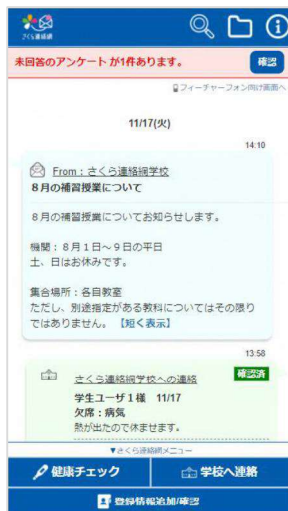 さくら連絡網
未回答のアンケート が1件あります。
確認
フィーチャーフォン向け画面へ
11/17(火)
14:10
From : さくら連絡網学校
８月の補習授業について
８月の補習授業についてお知らせします。
機関：８月１日～９日の平日
土、日はお休みです。
集合場所：各自教室
ただし、別途指定がある教科についてはその限り
ではありません。 【短く表示】
13:58
さくら連絡網学校への連絡
確認済
学生ユーザ１様 11/17
欠席：病気
熱が出たので休ませます。
▼さくら連絡網メニュー
健康チェック
学校へ連絡
登録情報追加/確認